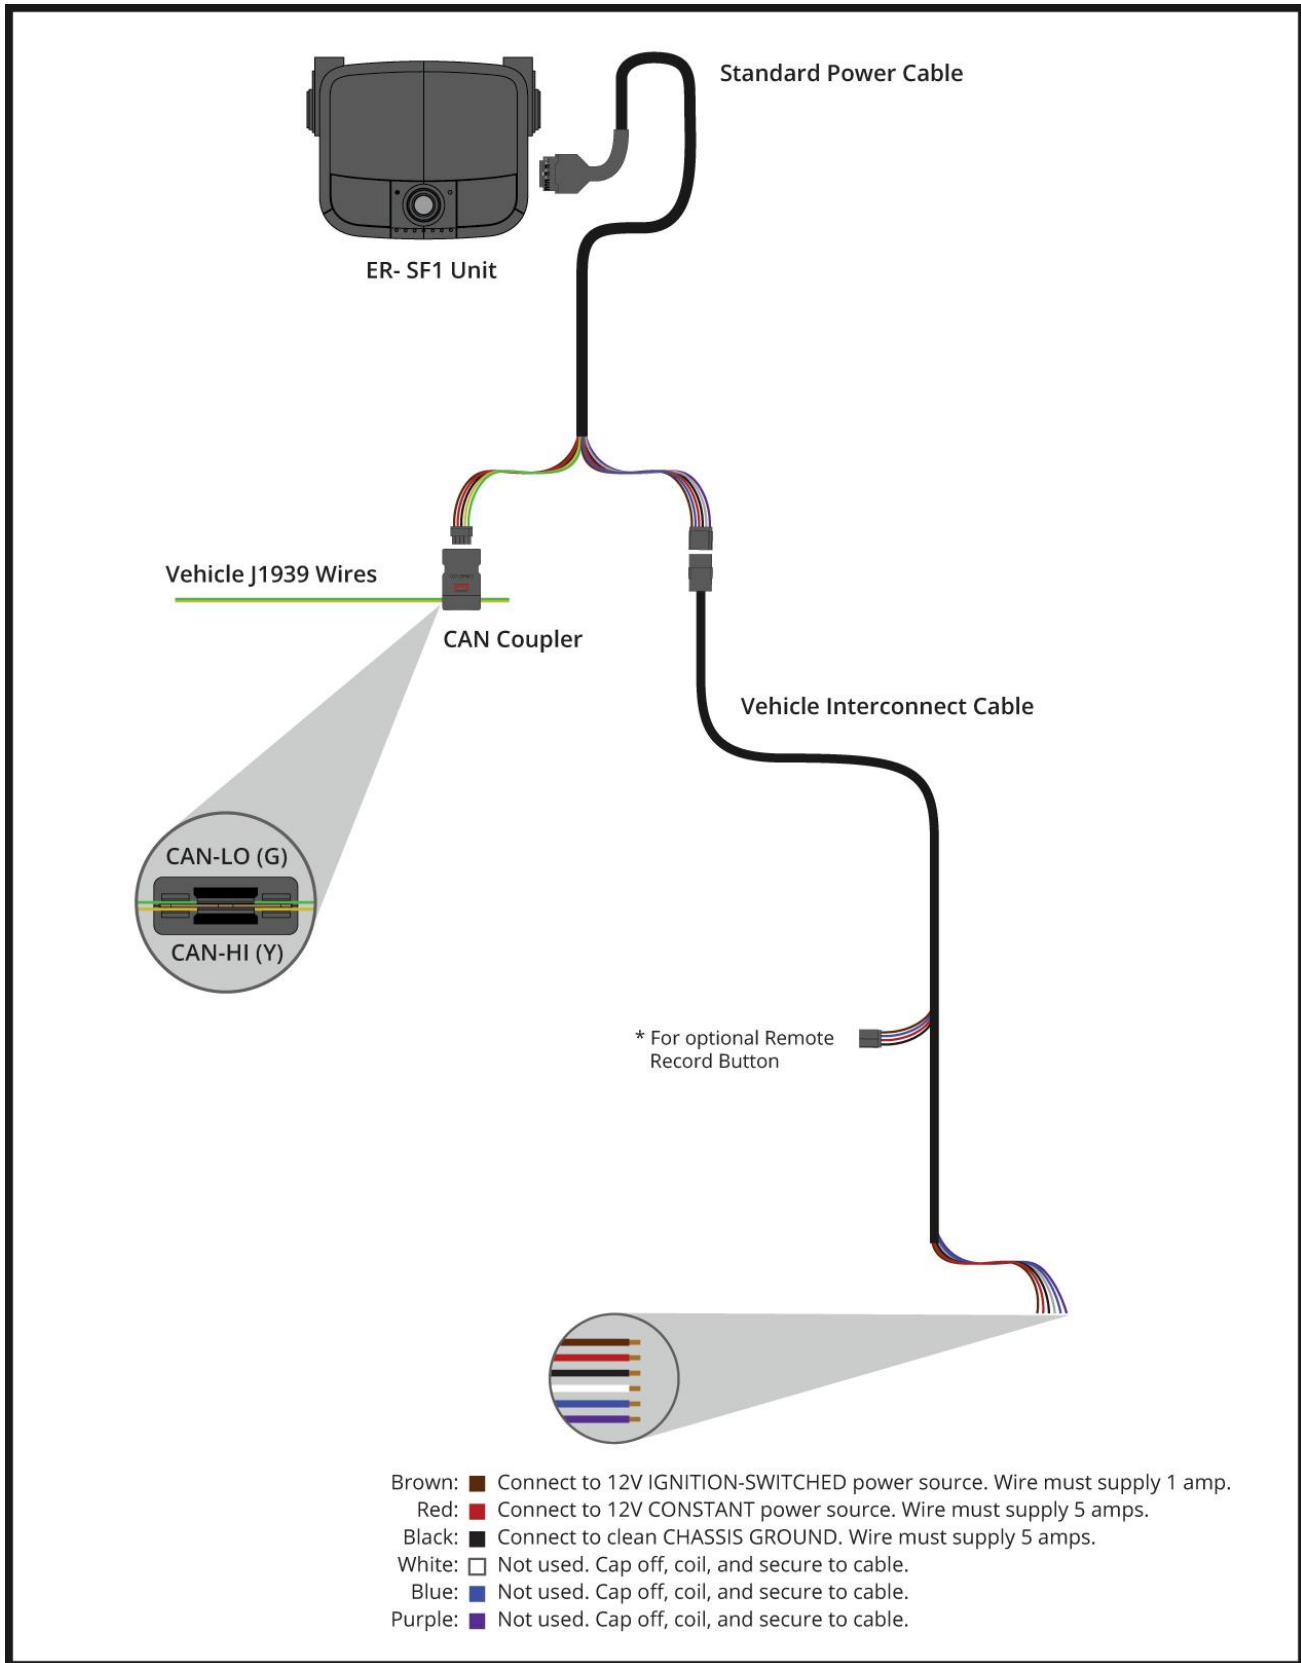 Standard Power Cable
ER- SF1 Unit
Vehicle J1939 Wires
CAN Coupler
Vehicle Interconnect Cable
CAN-LO (G)
CAN-HI (Y)
* For optional Remote
Record Button
Brown: Connect to 12V IGNITION-SWITCHED power source. Wire must supply 1 amp.
Red: Connect to 12V CONSTANT power source. Wire must supply 5 amps.
Black: Connect to clean CHASSIS GROUND. Wire must supply 5 amps.
White: Not used. Cap off, coil, and secure to cable.
Blue: Not used. Cap off, coil, and secure to cable.
Purple: Not used. Cap off, coil, and secure to cable.